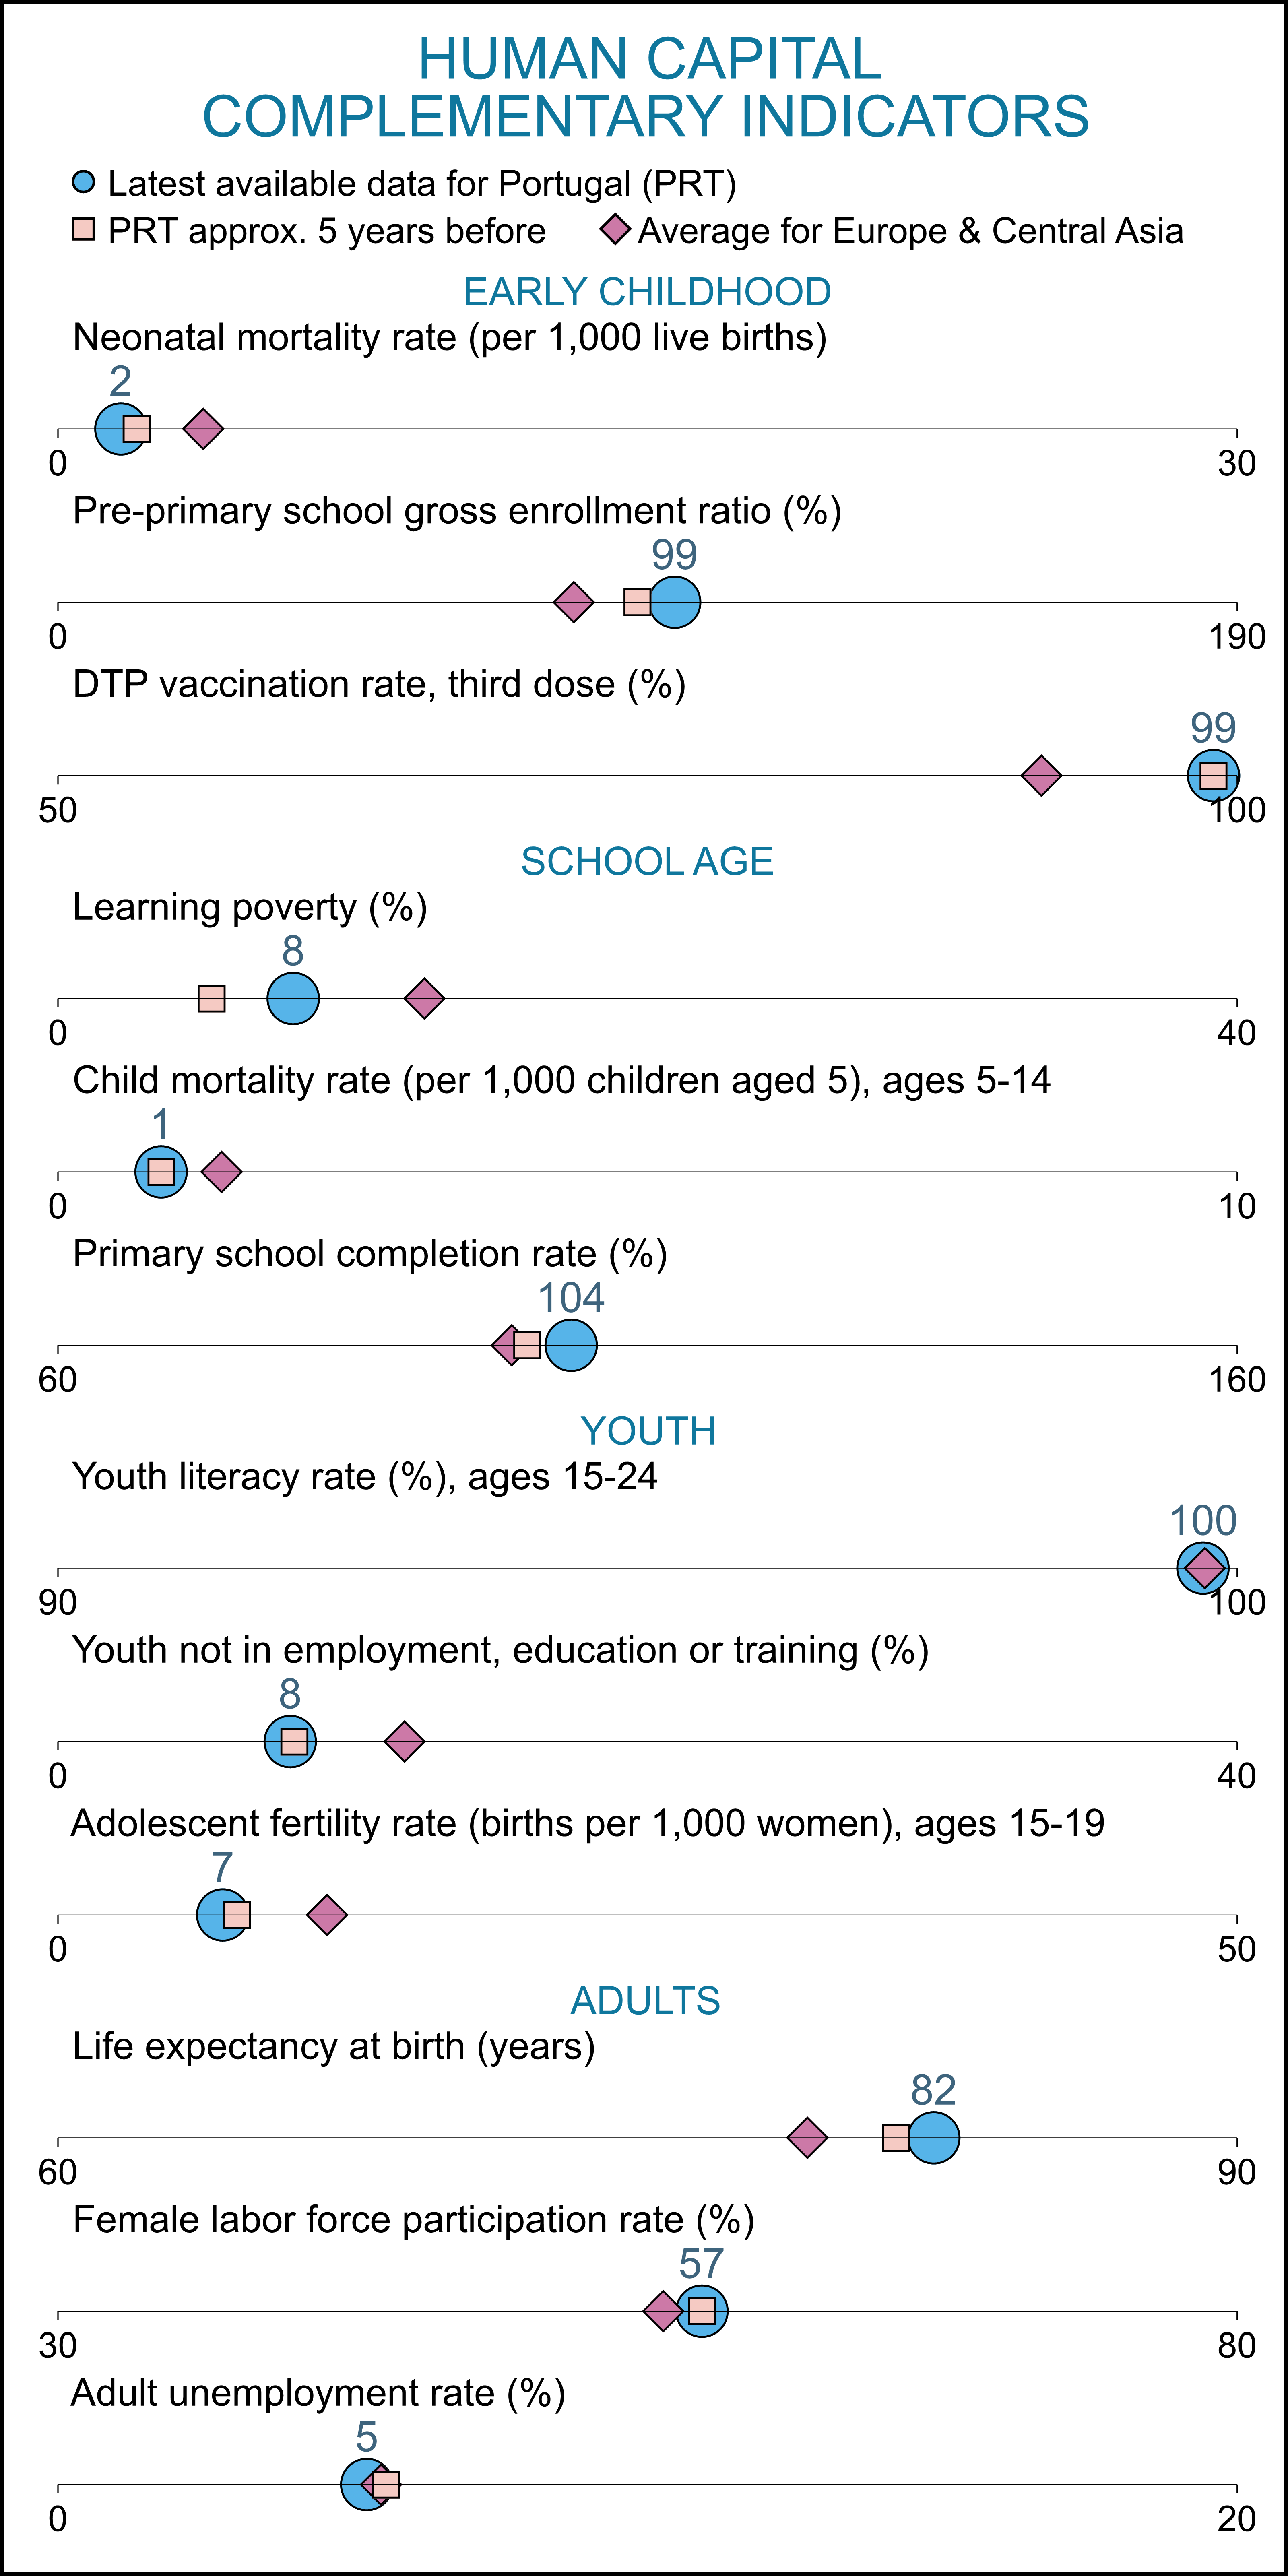 HUMAN CAPITAL
COMPLEMENTARY INDICATORS
Latest available data for Portugal (PRT)
PRT approx. 5 years before Average for Europe & Central Asia
EARLY CHILDHOOD
Neonatal mortality rate (per 1,000 live births)
2
0 30
Pre-primary school gross enrollment ratio (%)
99
0 190
DTP vaccination rate, third dose (%)
99
50 100
SCHOOL AGE
Learning poverty (%)
8
0 40
Child mortality rate (per 1,000 children aged 5), ages 5-14
1
0 10
Primary school completion rate (%)
104
60 160
YOUTH
Youth literacy rate (%), ages 15-24
100
90 100
Youth not in employment, education or training (%)
8
0 40
Adolescent fertility rate (births per 1,000 women), ages 15-19
7
0 50
ADULTS
Life expectancy at birth (years)
82
60 90
Female labor force participation rate (%)
57
30 80
Adult unemployment rate (%)
5
0 20